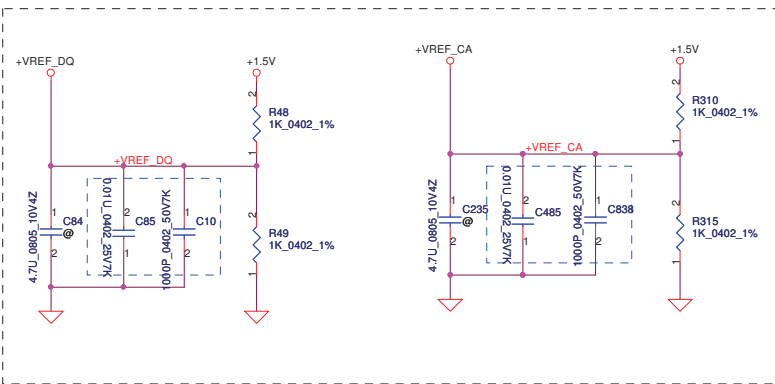 +VREF_DQ
+1.5V
2
R48
1K_0402_1%
1
+VREF_DQ
4.7U_0805_10V4Z
1
C84
@
2
0.01U_0402_25V7K
2
C85
1
1000P_0402_50V7K
1
C10
2
2
R49
1K_0402_1%
1
+VREF_CA
+1.5V
2
R310
1K_0402_1%
1
+VREF_CA
4.7U_0805_10V4Z
1
C235
@
2
0.01U_0402_25V7K
2
C485
1
1000P_0402_50V7K
2
C838
1
2
2
R315
1K_0402_1%
1